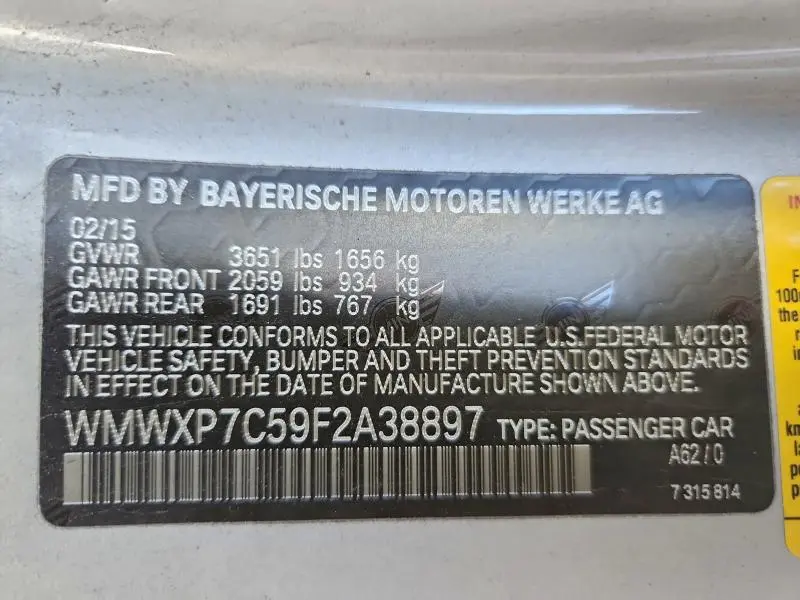 MFD BY BAYERISCHE MOTOREN WERKE AG
02/15
GVWR 3651 lbs 1656 kg
GAWR FRONT 2059 lbs 934 kg
GAWR REAR 1691 lbs 767 kg
THIS VEHICLE CONFORMS TO ALL APPLICABLE U.S.FEDERAL MOTOR
VEHICLE SAFETY, BUMPER AND THEFT PREVENTION STANDARDS
IN EFFECT ON THE DATE OF MANUFACTURE SHOWN ABOVE.
WMWXP7C59F2A38897 TYPE: PASSENGER CAR
A62/0
7 315 814